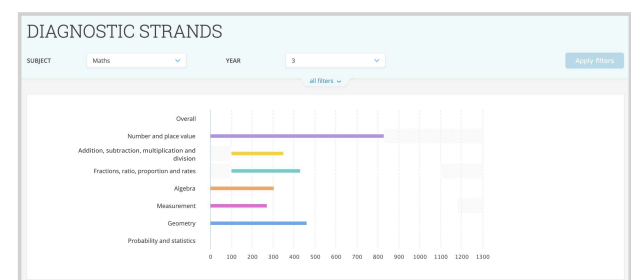 DIAGNOSTIC STRANDS
SUBJECT Maths YEAR 3 Apply filters
all filters
Overall
Number and place value
Addition, subtraction, multiplication and
division
Fractions, ratio, proportion and rates
Algebra
Measurement
Geometry
Probability and statistics
0 100 200 300 400 500 600 700 800 900 1000 1100 1200 1300